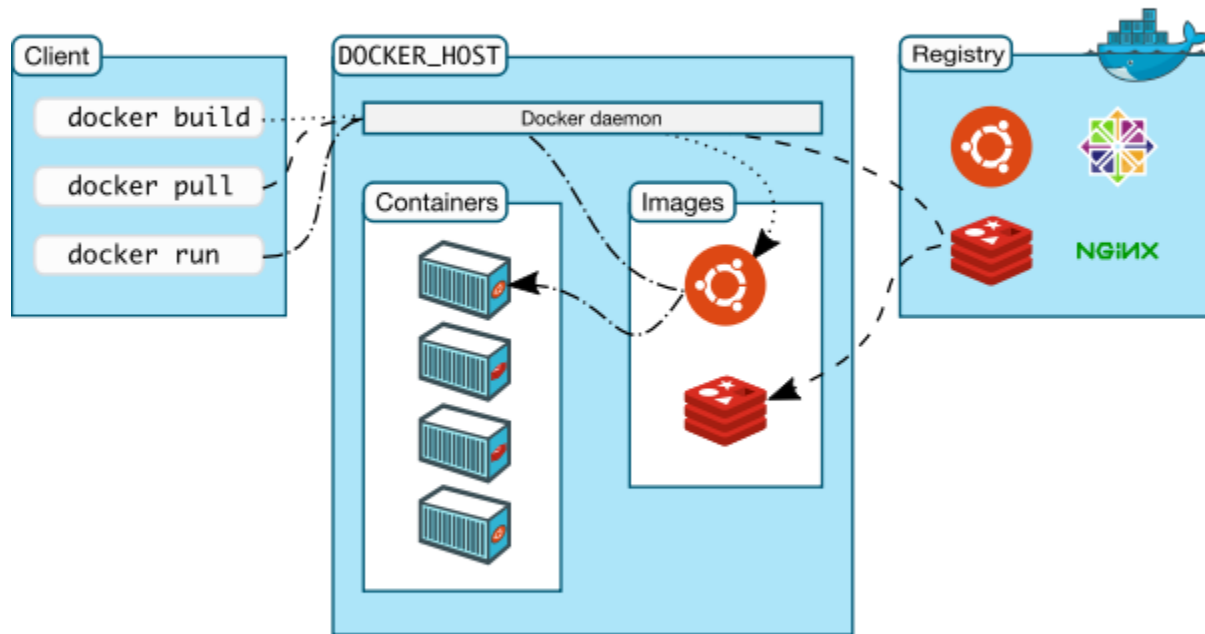 Client
docker build
docker pull
docker run
DOCKER_HOST
Docker daemon
Containers
Images
Registry
NGiNX